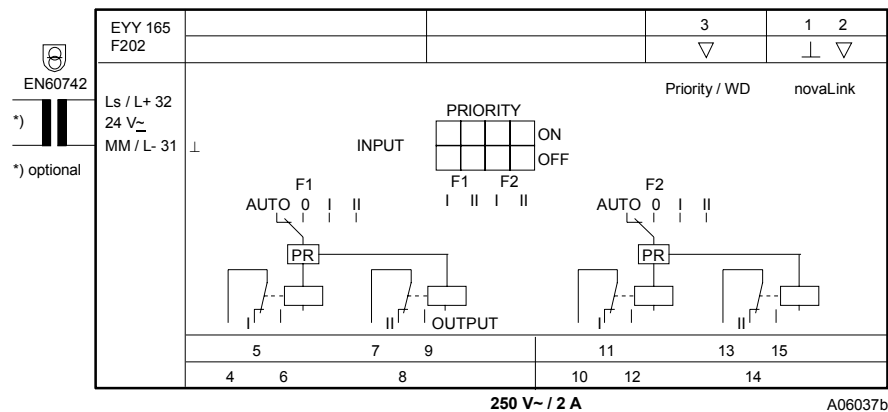 EYY 165 3 1 2
F202
EN60742
Ls / L+ 32 Priority / WD novaLink
24 V~
*)
PRIORITY
MM / L- 31 ⊥ INPUT ON
OFF
*) optional
F1 F2
I II I II
F1 F2
AUTO 0 I II AUTO 0 I II
PR PR
I I II I OUTPUT I I II I
5 7 9 11 13 15
4 6 8 10 12 14
250 V~ / 2 A A06037b